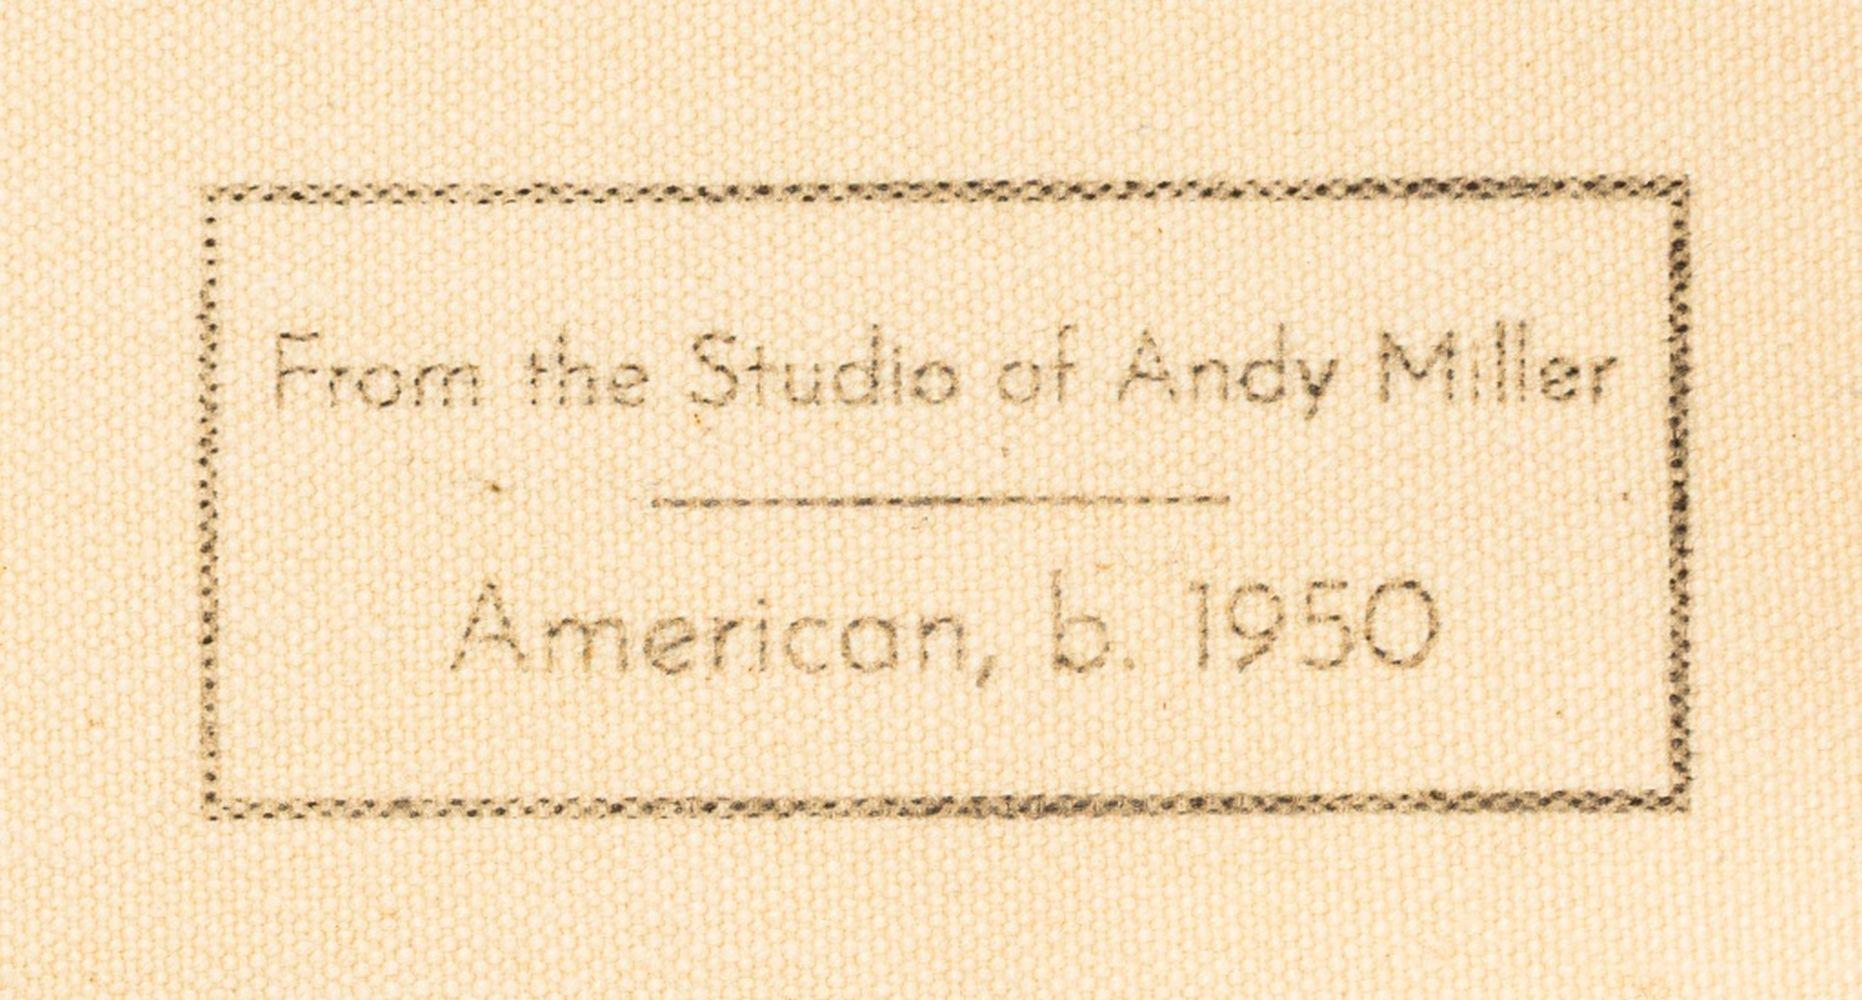 From the Studio of Andy Miller
American, b. 1950